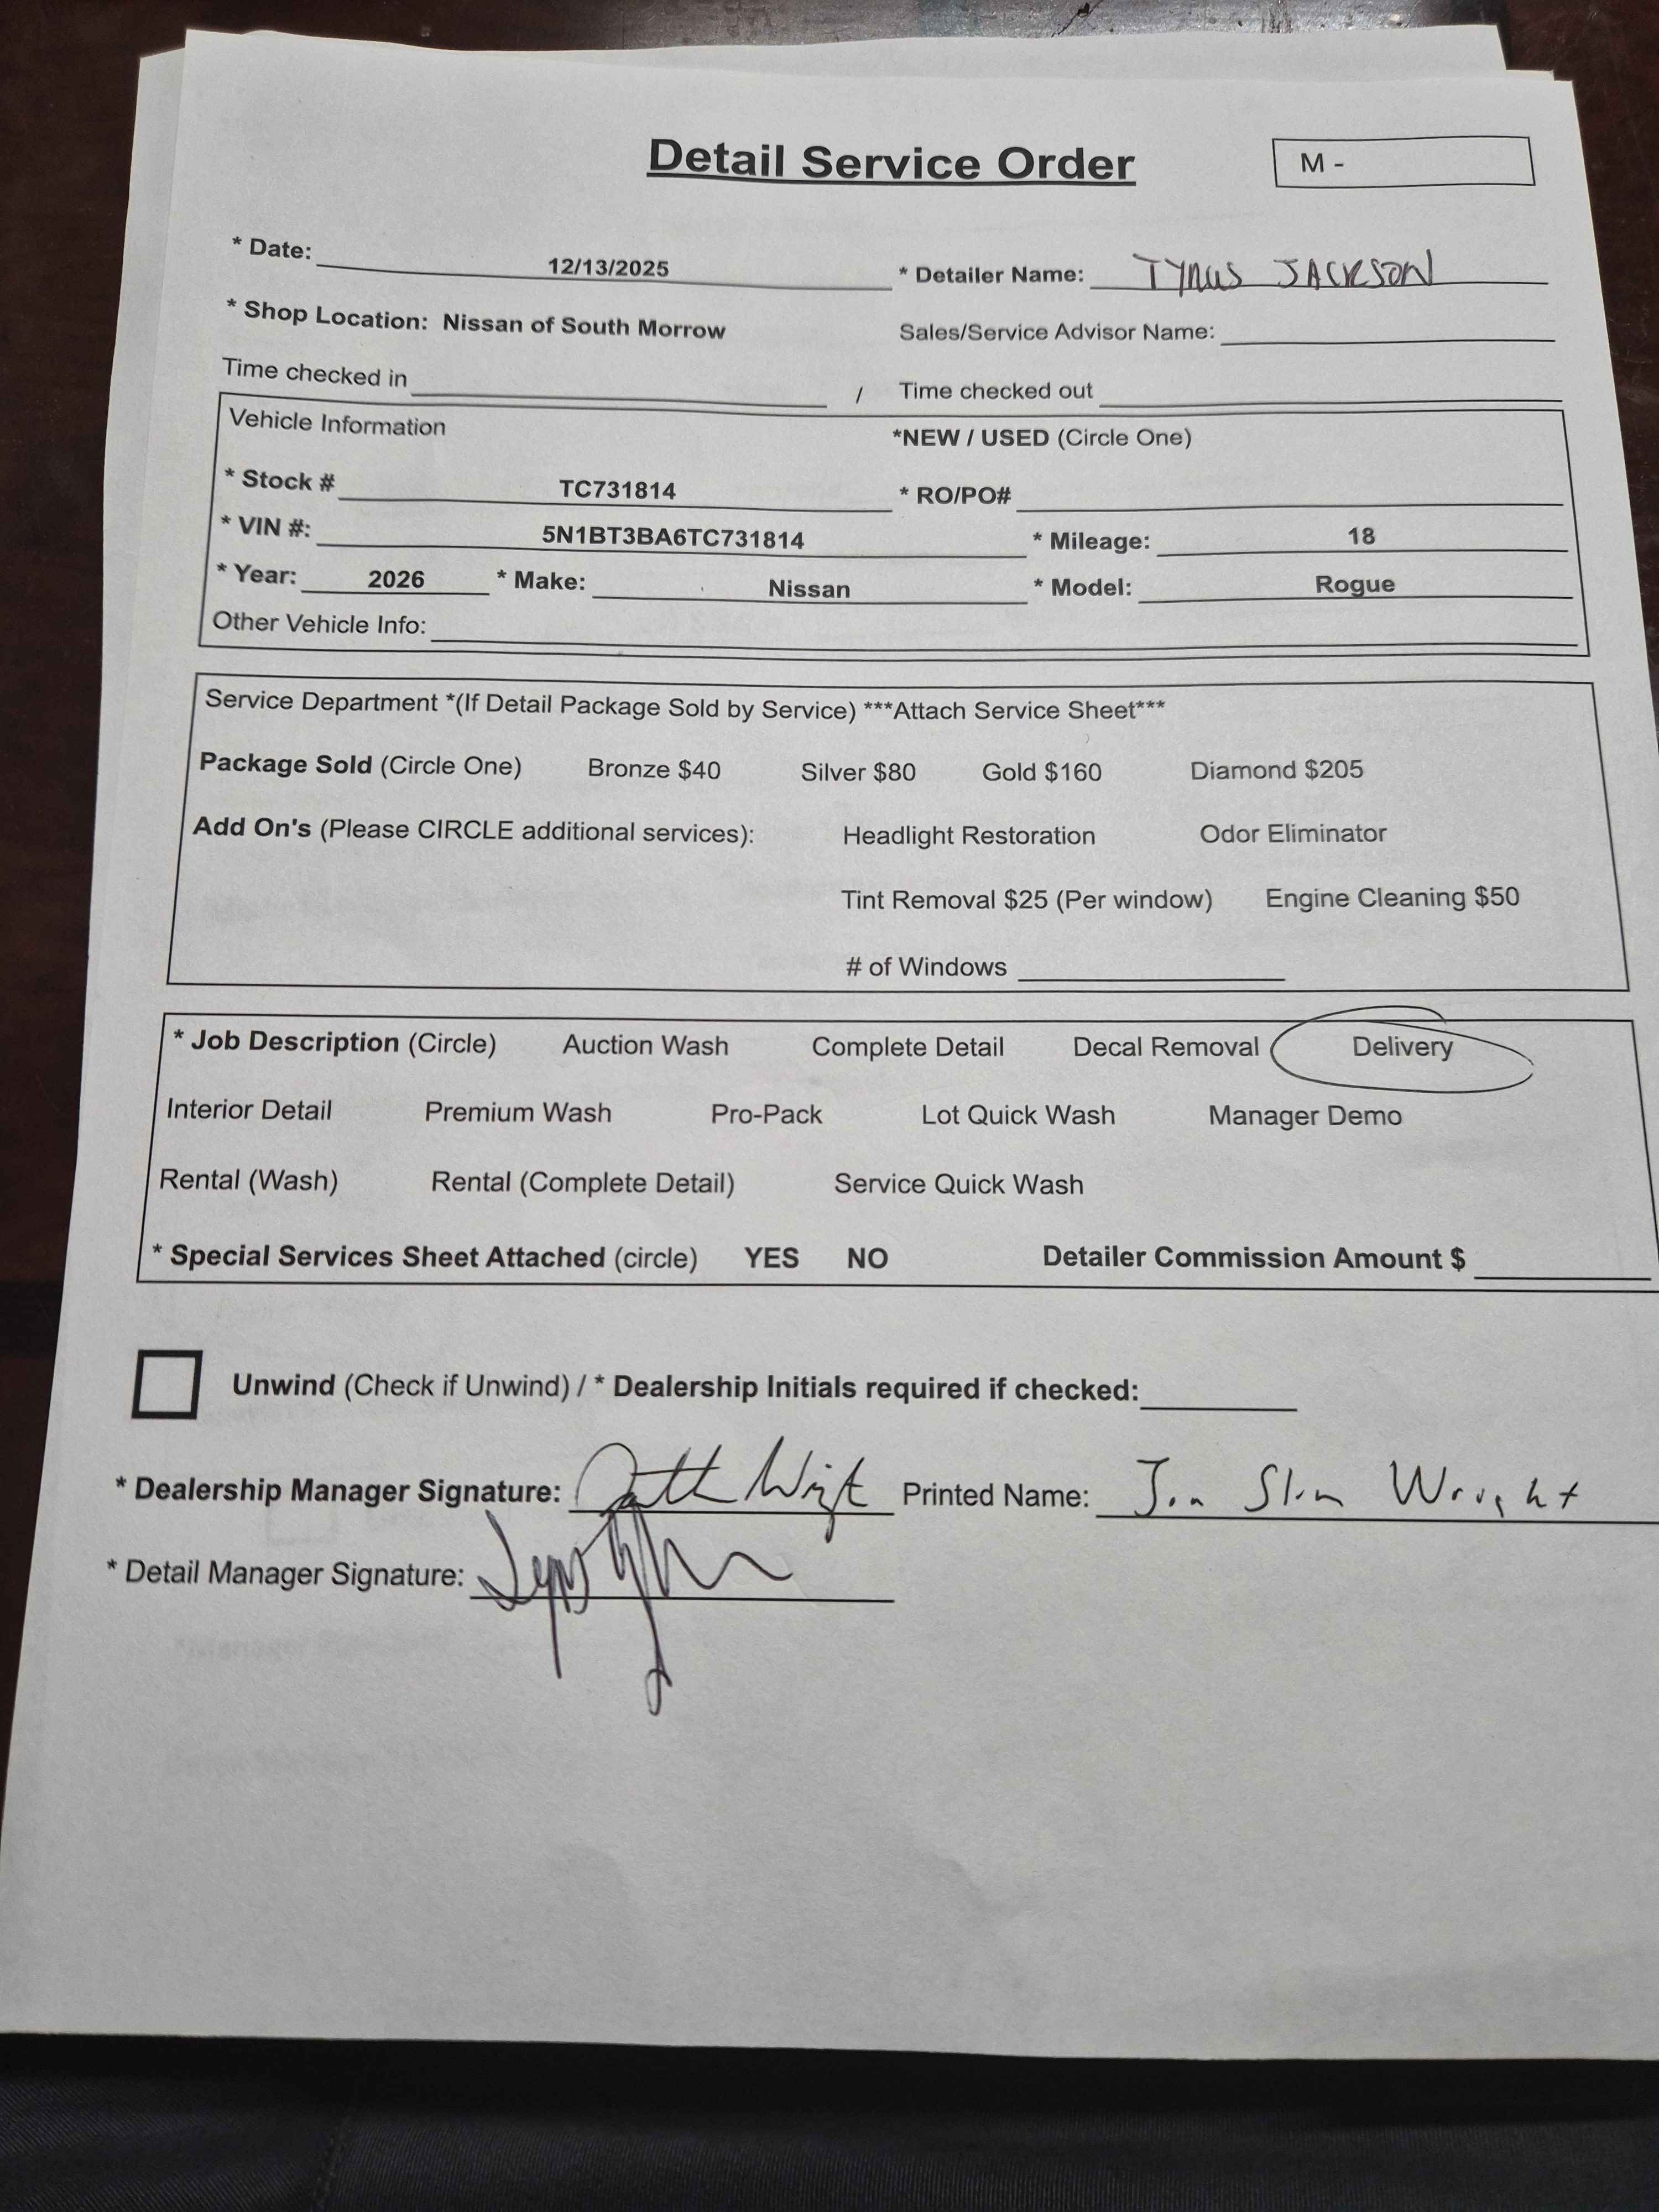 Detail Service Order
M -
* Date: 12/13/2025 * Detailer Name: TYRUS JACKSON
* Shop Location: Nissan of South Morrow Sales/Service Advisor Name:
Time checked in / Time checked out
Vehicle Information *NEW / USED (Circle One)
* Stock # TC731814 * RO/PO#
* VIN #: 5N1BT3BA6TC731814 * Mileage: 18
* Year: 2026 * Make: Nissan * Model: Rogue
Other Vehicle Info:
Service Department *(If Detail Package Sold by Service) ***Attach Service Sheet***
Package Sold (Circle One) Bronze $40 Silver $80 Gold $160 Diamond $205
Add On's (Please CIRCLE additional services): Headlight Restoration Odor Eliminator
Tint Removal $25 (Per window) Engine Cleaning $50
# of Windows
* Job Description (Circle) Auction Wash Complete Detail Decal Removal Delivery
Interior Detail Premium Wash Pro-Pack Lot Quick Wash Manager Demo
Rental (Wash) Rental (Complete Detail) Service Quick Wash
* Special Services Sheet Attached (circle) YES NO Detailer Commission Amount $
Unwind (Check if Unwind) / * Dealership Initials required if checked:
* Dealership Manager Signature: Printed Name: Jon Slim Wright
* Detail Manager Signature: